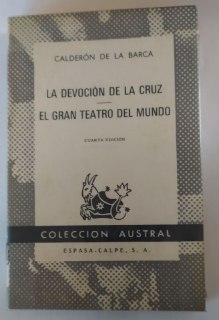 CALDERÓN DE LA BARCA
LA DEVOCIÓN DE LA CRUZ
EL GRAN TEATRO DEL MUNDO
CUARTA EDICIÓN
COLECCIÓN AUSTRAL
ESPASA-CALPE, S. A.